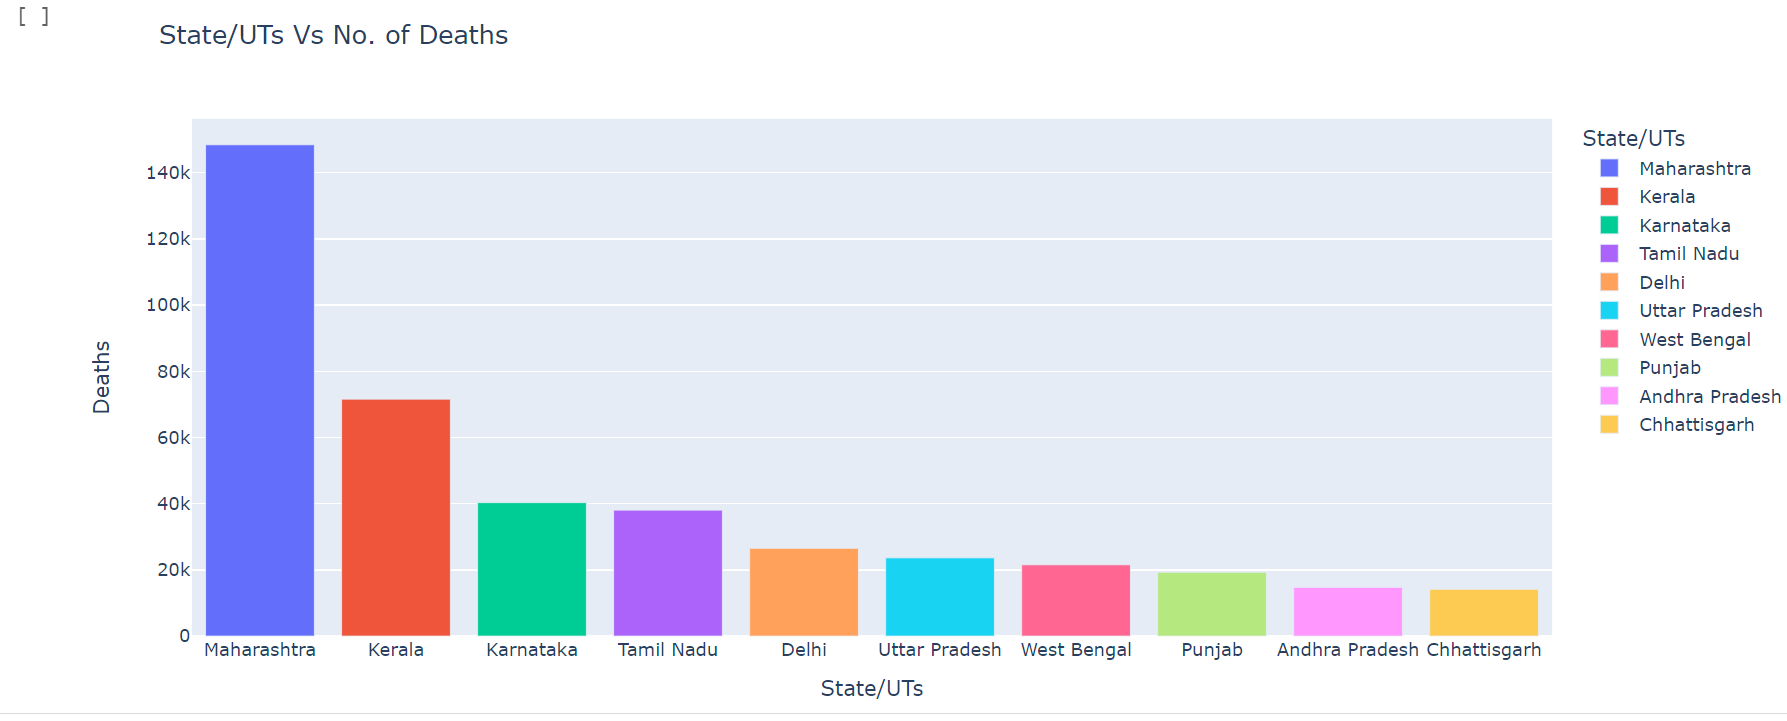 [ ]
State/UTs Vs No. of Deaths
Deaths
140k
120k
100k
80k
60k
40k
20k
0
Maharashtra Kerala Karnataka Tamil Nadu Delhi Uttar Pradesh West Bengal Punjab Andhra Pradesh Chhattisgarh
State/UTs
State/UTs
Maharashtra
Kerala
Karnataka
Tamil Nadu
Delhi
Uttar Pradesh
West Bengal
Punjab
Andhra Pradesh
Chhattisgarh